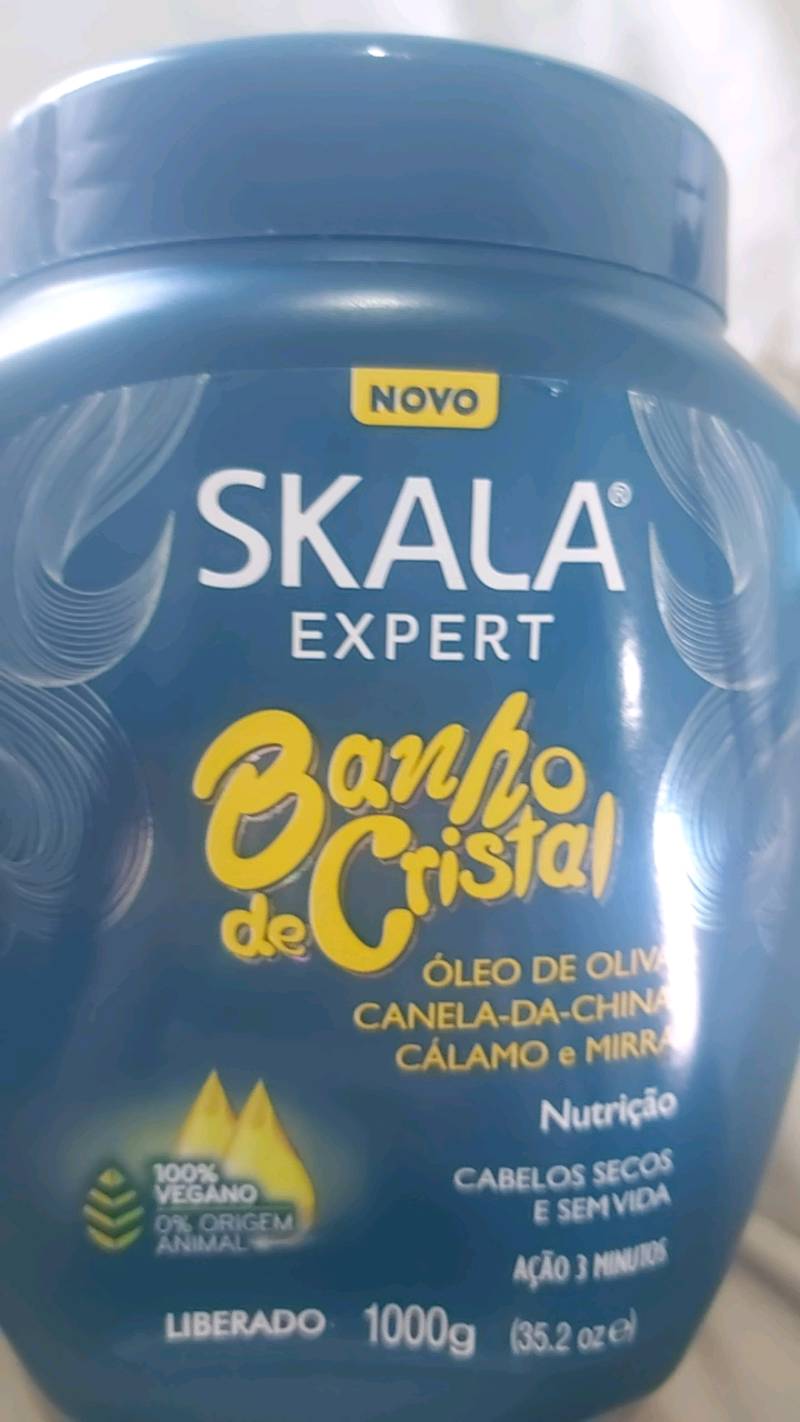 NOVO
SKALA®
EXPERT
Banho
de Cristal
ÓLEO DE OLIVA
CANELA-DA-CHINA
CÁLAMO e MIRRA
Nutrição
CABELOS SECOS
E SEM VIDA
AÇÃO 3 MINUTOS
100%
VEGANO
0% ORIGEM
ANIMAL
LIBERADO 1000g (35.2 oz e)